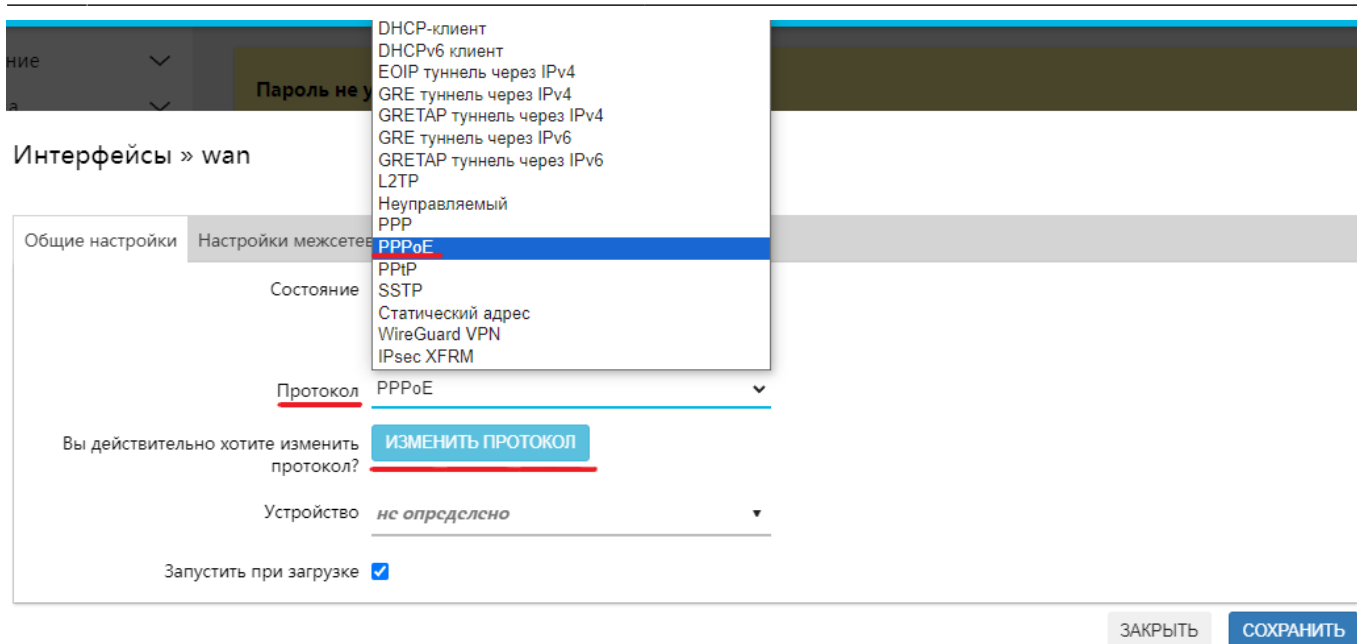 DHCP-клиент
DHCPv6 клиент
ние
EOIP туннель через IPv4
Пароль не у
GRE туннель через IPv4
а
GRETAP туннель через IPv4
GRE туннель через IPv6
GRETAP туннель через IPv6
L2TP
Неуправляемый
PPP
PPPoE
PPtP
SSTP
Статический адрес
WireGuard VPN
IPsec XFRM
Интерфейсы » wan
Общие настройки
Настройки межсетев
Состояние
Протокол PPPoE
Вы действительно хотите изменить
протокол?
ИЗМЕНИТЬ ПРОТОКОЛ
Устройство не определено
Запустить при загрузке
ЗАКРЫТЬ СОХРАНИТЬ